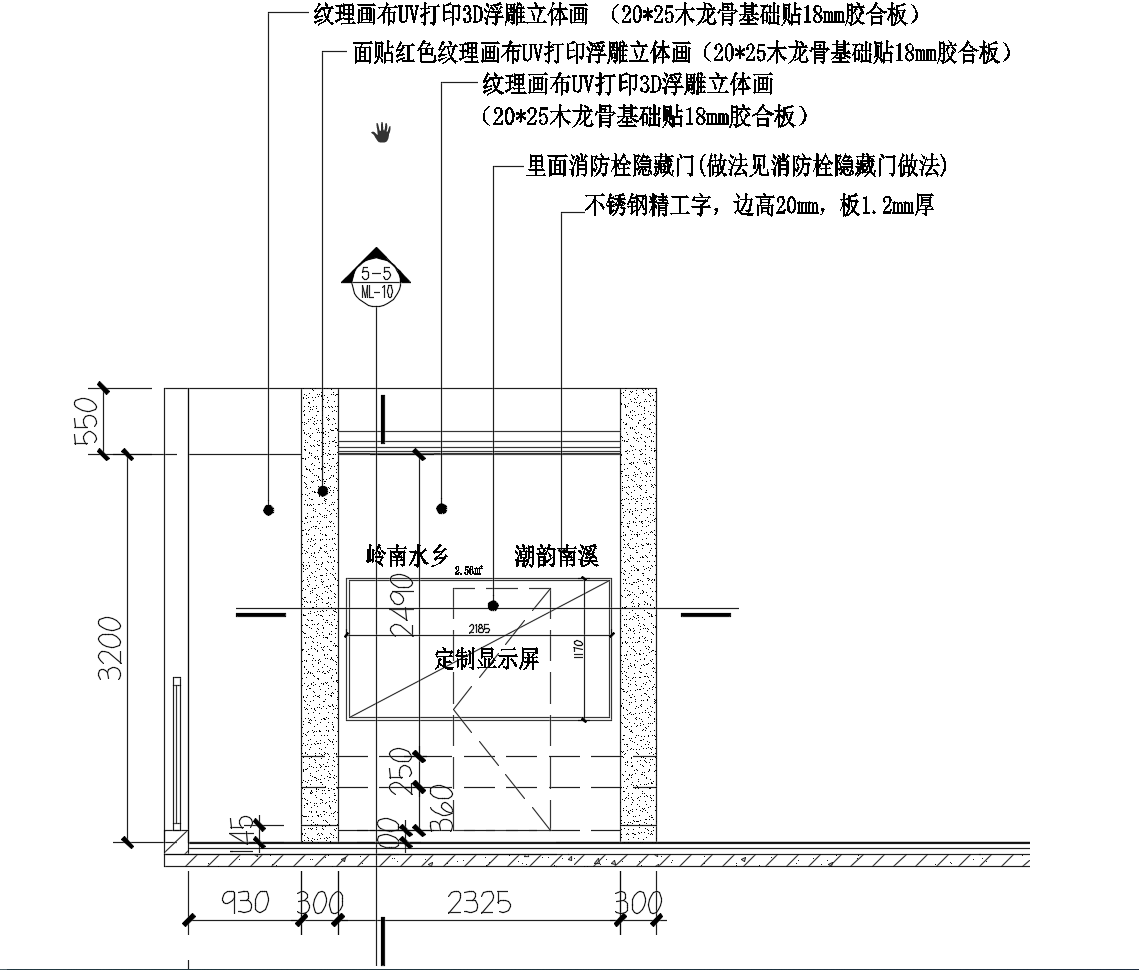 纹理画布UV打印3D浮雕立体画 （20*25木龙骨基础贴18mm胶合板）
面贴红色纹理画布UV打印浮雕立体画（20*25木龙骨基础贴18mm胶合板）
纹理画布UV打印3D浮雕立体画
（20*25木龙骨基础贴18mm胶合板）
里面消防栓隐藏门(做法见消防栓隐藏门做法)
不锈钢精工字，边高20mm，板1.2mm厚
5-5
ML-10
550
岭南水乡 潮韵南溪
2.56㎡
2490
2185
3200
1170
定制显示屏
250
360
145
00
930 300 2325 300